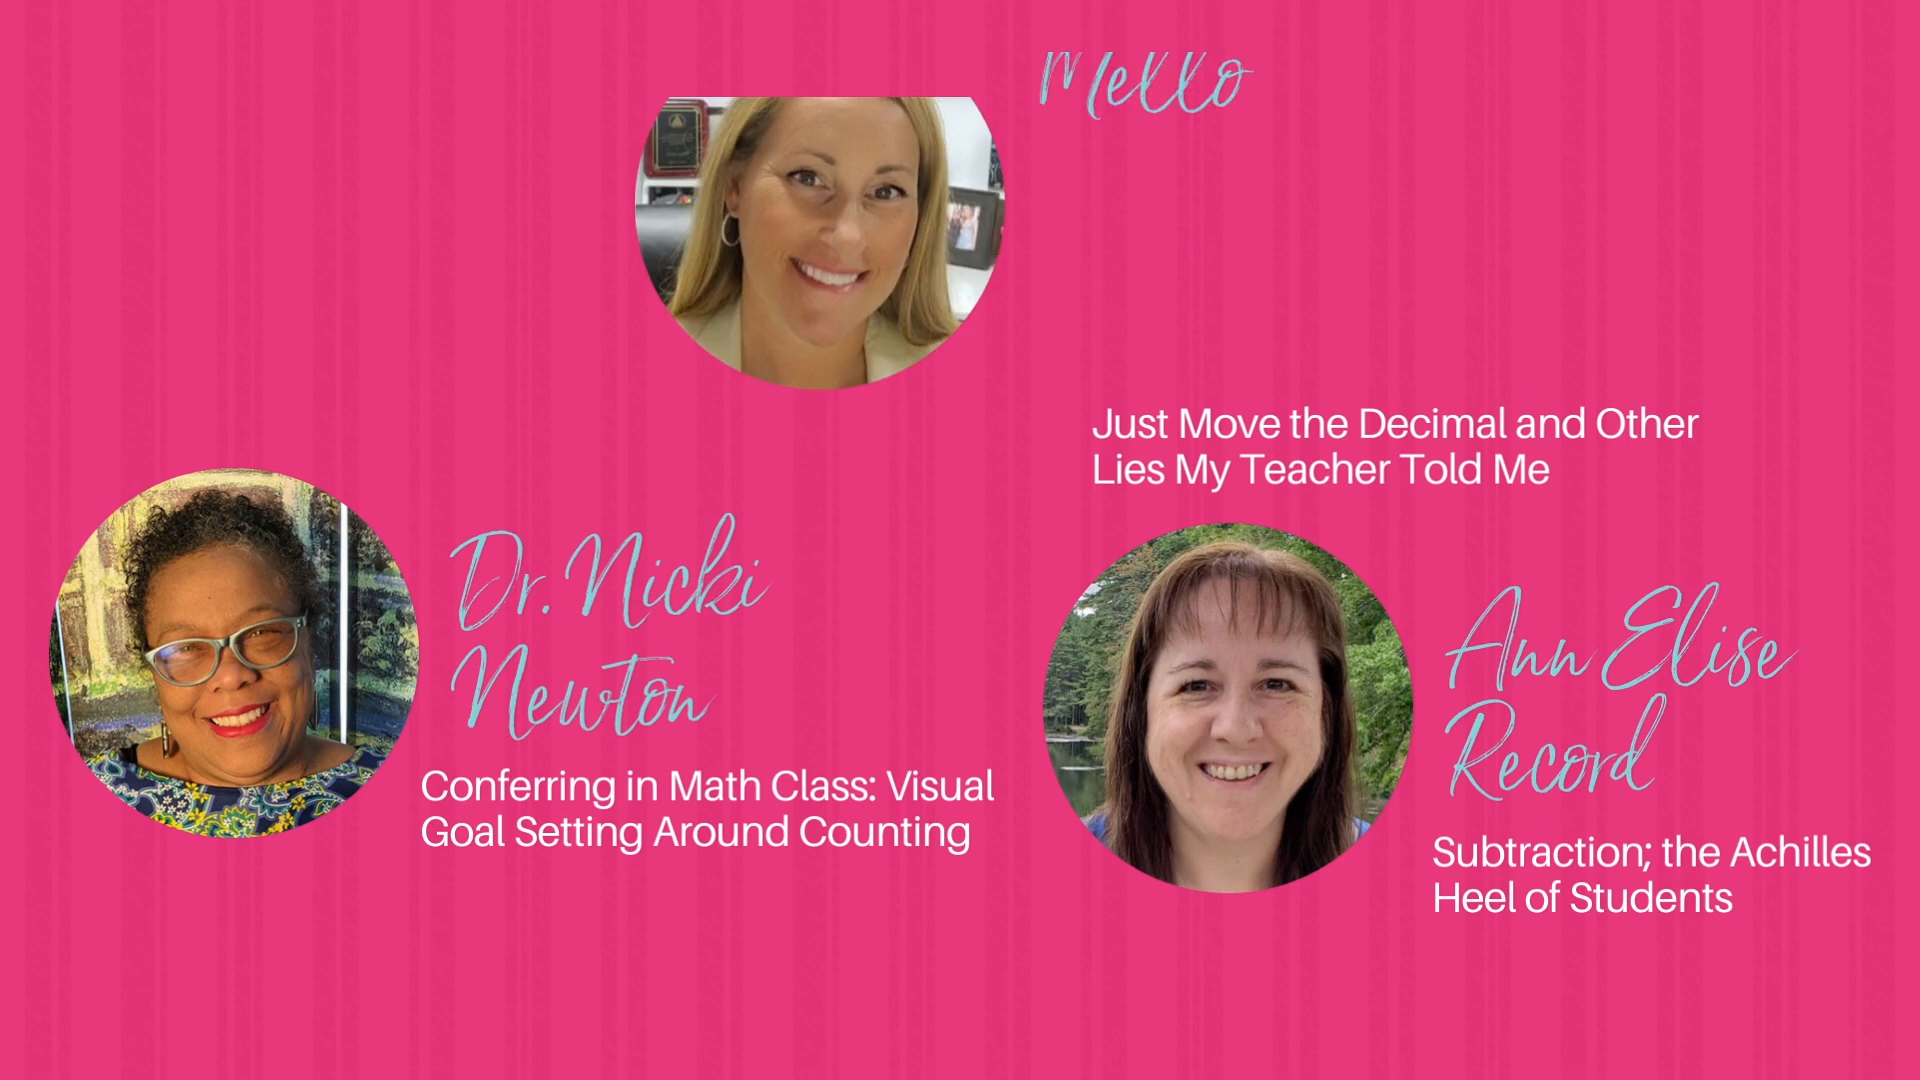 Mello
Just Move the Decimal and Other
Lies My Teacher Told Me
Dr. Nicki
Newton
Conferring in Math Class: Visual
Goal Setting Around Counting
Ann Elise
Record
Subtraction; the Achilles
Heel of Students